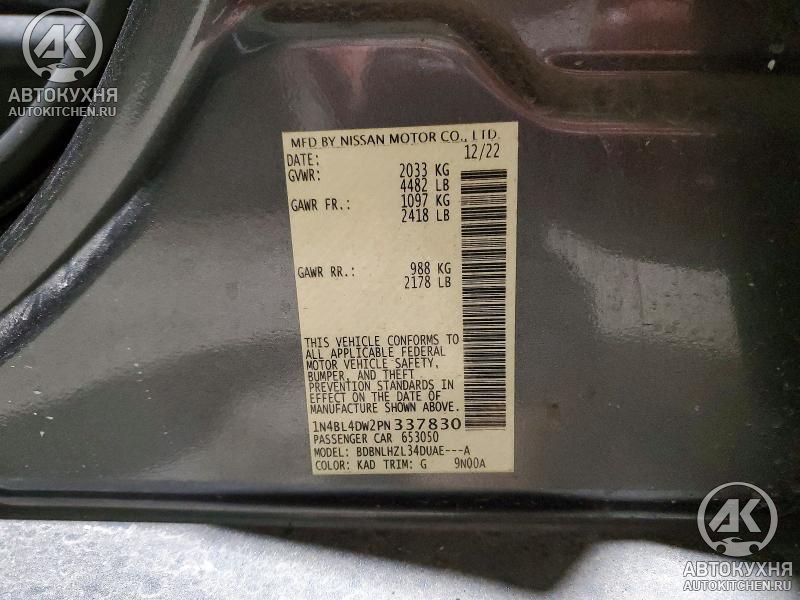 АК
АВТОКУХНЯ
AUTOKITCHEN.RU
MFD BY NISSAN MOTOR CO., LTD.
DATE: 12/22
GVWR: 2033 KG
4482 LB
GAWR FR.: 1097 KG
2418 LB
GAWR RR.: 988 KG
2178 LB
THIS VEHICLE CONFORMS TO
ALL APPLICABLE FEDERAL
MOTOR VEHICLE SAFETY,
BUMPER, AND THEFT
PREVENTION STANDARDS IN
EFFECT ON THE DATE OF
MANUFACTURE SHOWN ABOVE.
1N4BL4DW2PN337830
PASSENGER CAR 653050
MODEL: BDBNLHZL34DUAE---A
COLOR: KAD TRIM: G 9N00A
АК
АВТОКУХНЯ
AUTOKITCHEN.RU